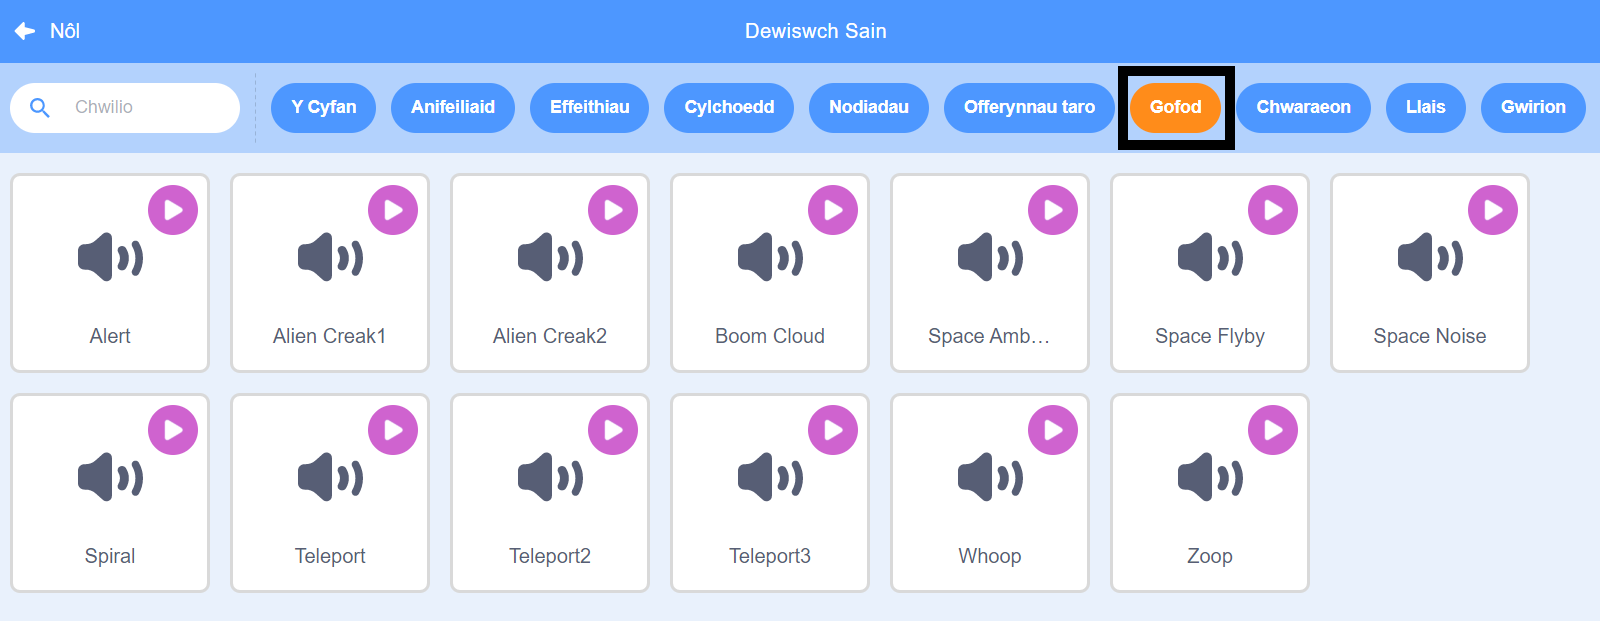 Nôl
Dewiswch Sain
Chwilio
Y Cyfan
Anifeiliaid
Effeithiau
Cylchoedd
Nodiadau
Offerynnau taro
Gofod
Chwaraeon
Llais
Gwirion
Alert
Alien Creak1
Alien Creak2
Boom Cloud
Space Amb...
Space Flyby
Space Noise
Spiral
Teleport
Teleport2
Teleport3
Whoop
Zoop